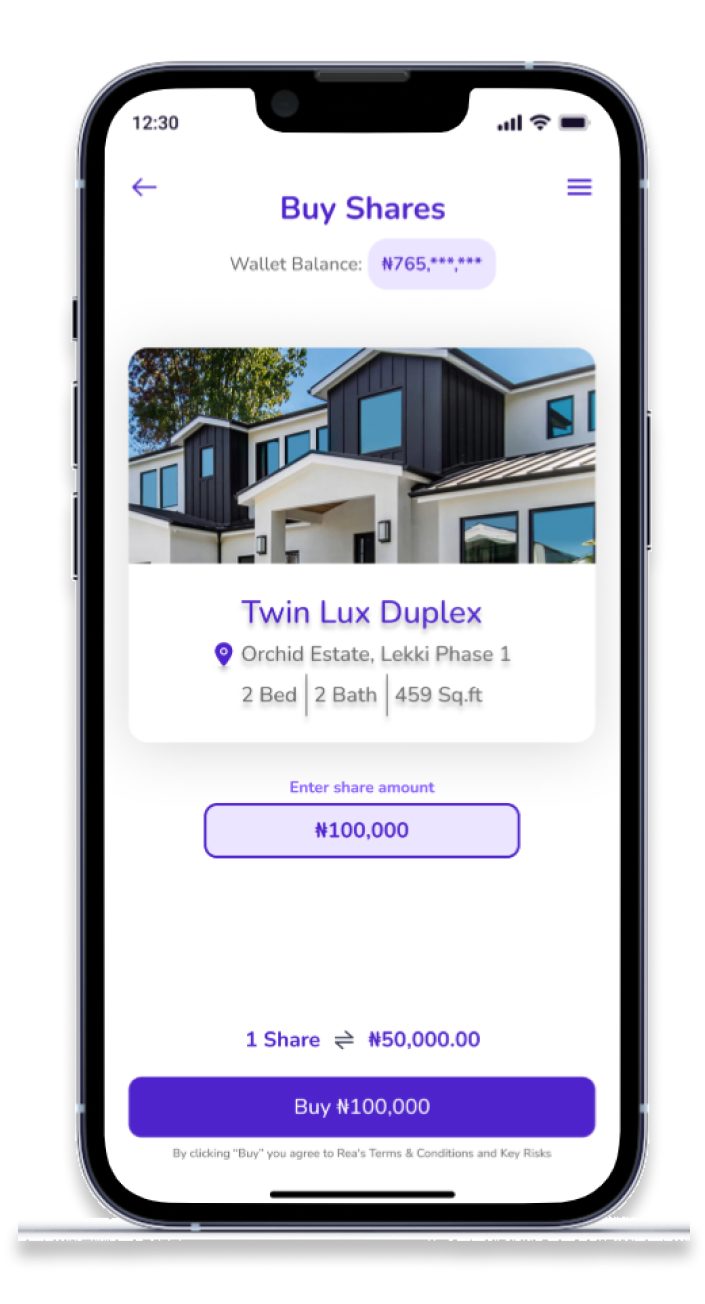 12:30
Buy Shares
Wallet Balance: ₦765,***,***
Twin Lux Duplex
Orchid Estate, Lekki Phase 1
2 Bed | 2 Bath | 459 Sq.ft
Enter share amount
₦100,000
1 Share ⇌ ₦50,000.00
Buy ₦100,000
By clicking "Buy" you agree to Rea's Terms & Conditions and Key Risks